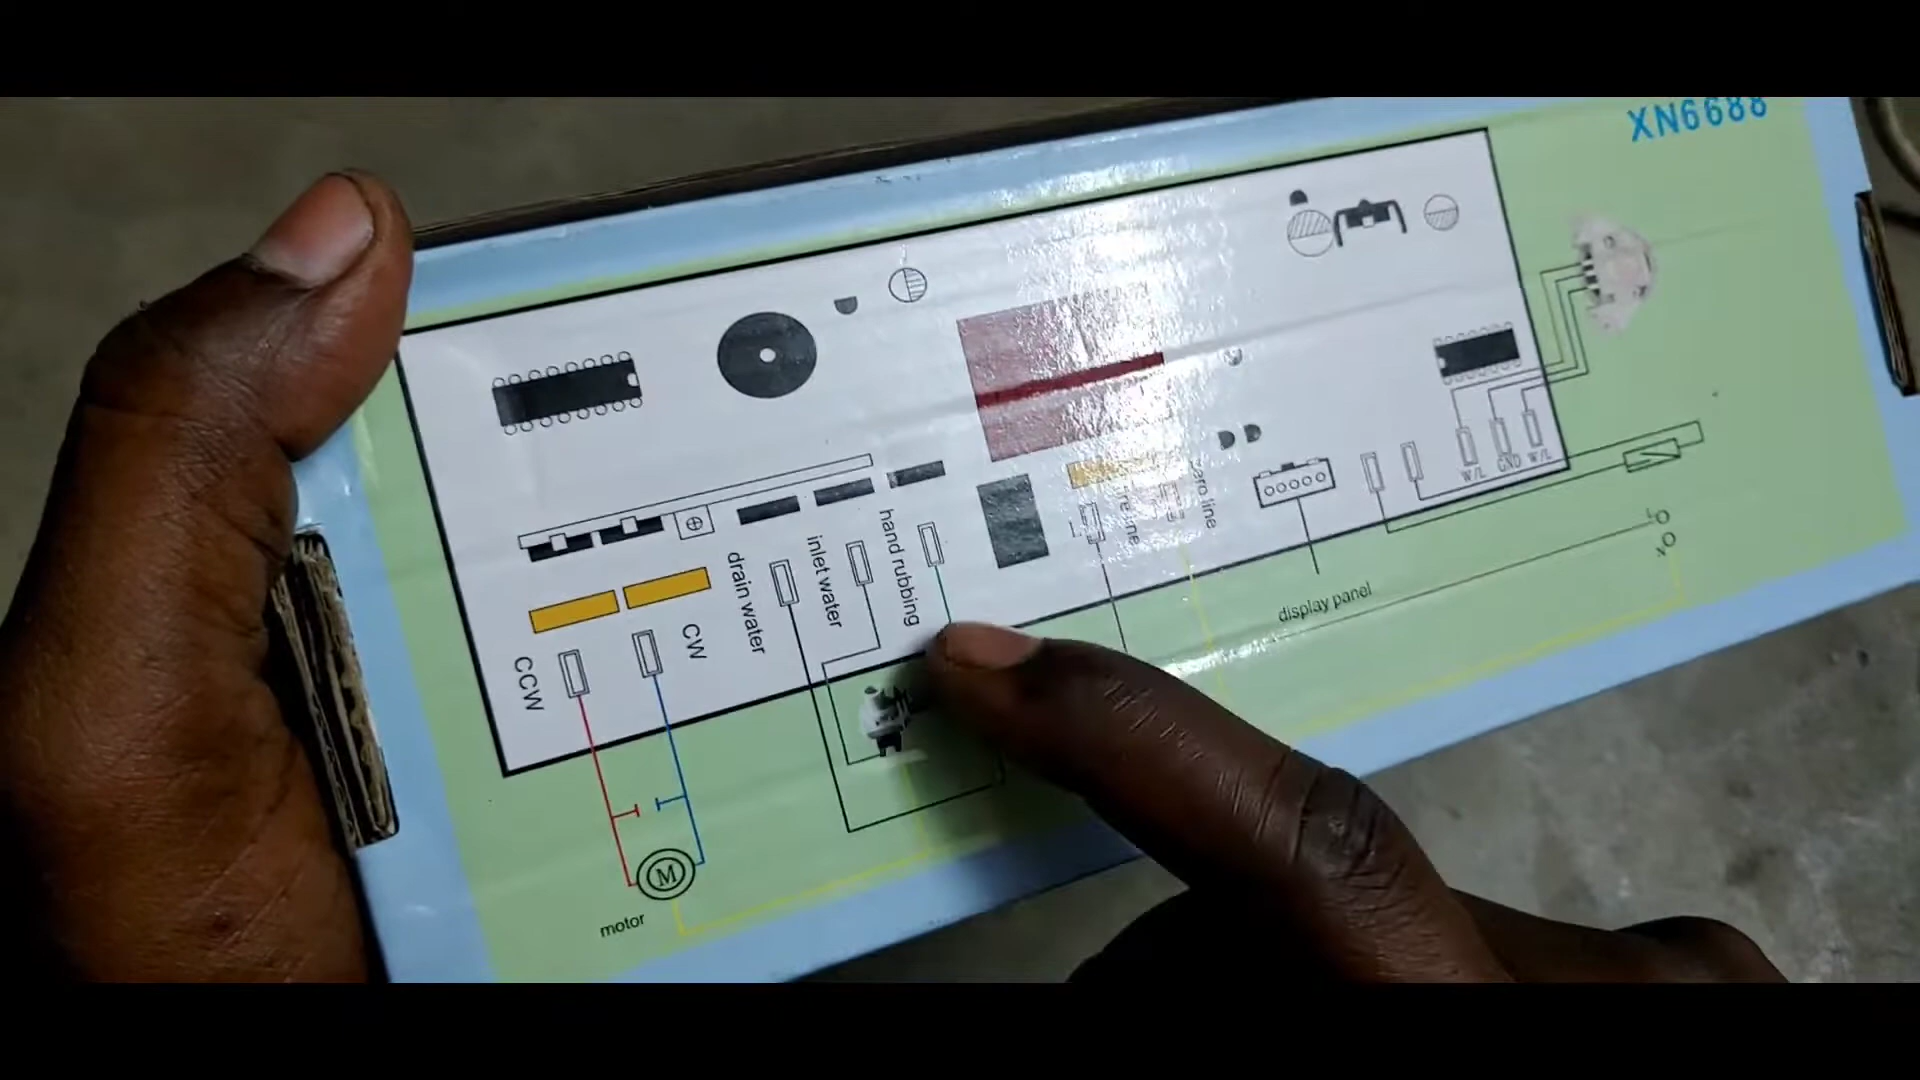 XN6688
W/L
GND
W/L
zero line
hand rubbing
inlet water
drain water
CW
CCW
display panel
M
motor